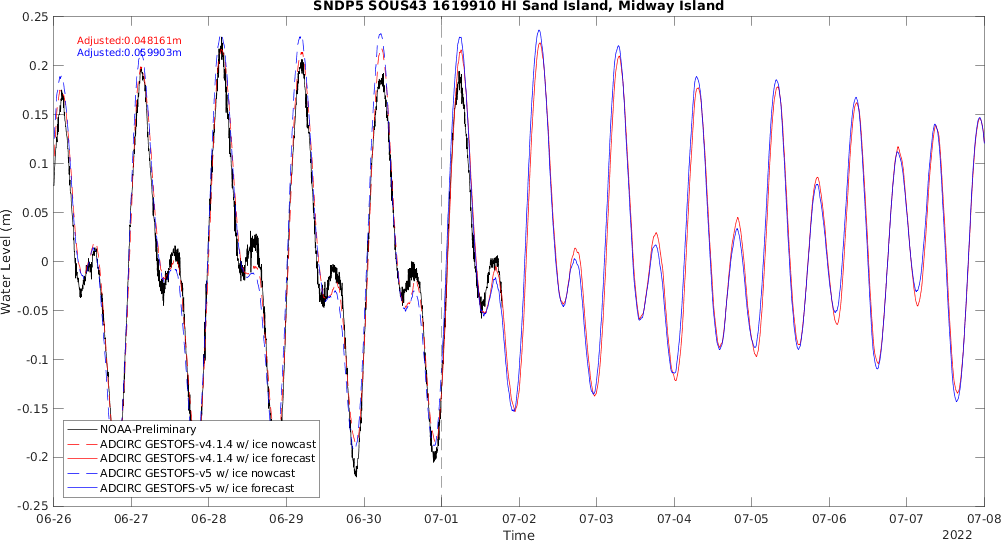 SNDP5 SOUS43 1619910 HI Sand Island, Midway Island
0.25
0.2
0.15
0.1
0.05
0
-0.05
-0.1
-0.15
-0.2
-0.25
Water Level (m)
Adjusted:0.048161m
Adjusted:0.059903m
NOAA-Preliminary
ADCIRC GESTOFS-v4.1.4 w/ ice nowcast
ADCIRC GESTOFS-v4.1.4 w/ ice forecast
ADCIRC GESTOFS-v5 w/ ice nowcast
ADCIRC GESTOFS-v5 w/ ice forecast
06-26 06-27 06-28 06-29 06-30 07-01 07-02 07-03 07-04 07-05 07-06 07-07 07-08
Time
2022